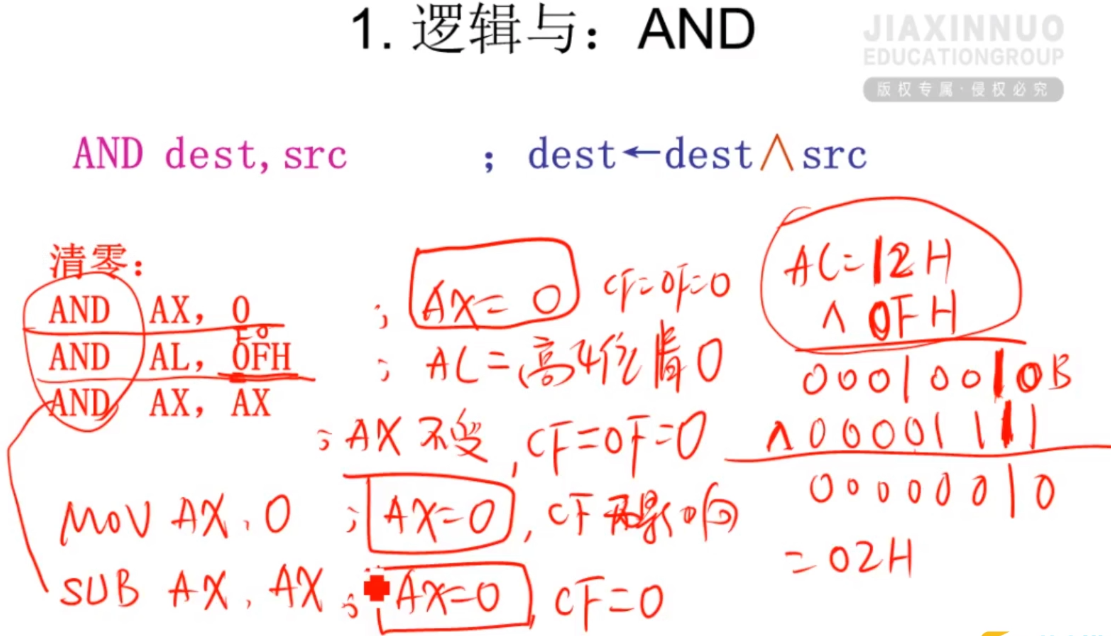 1. 逻辑与：AND
JIAXINNUO
EDUCATIONGROUP
版权专属·侵权必究
AND dest,src ；dest←dest∧src
清零：
AND AX，0 ; AX=0 CF=OF=0
F0
AND AL，0FH ; AL=高4位清0
AND AX，AX ; AX不变, CF=OF=0
MOV AX, 0 ; AX=0, CF不影响
SUB AX, AX ; AX=0, CF=0
AL=12H
∧ 0FH
00010010B
∧00001111
00000010
=02H